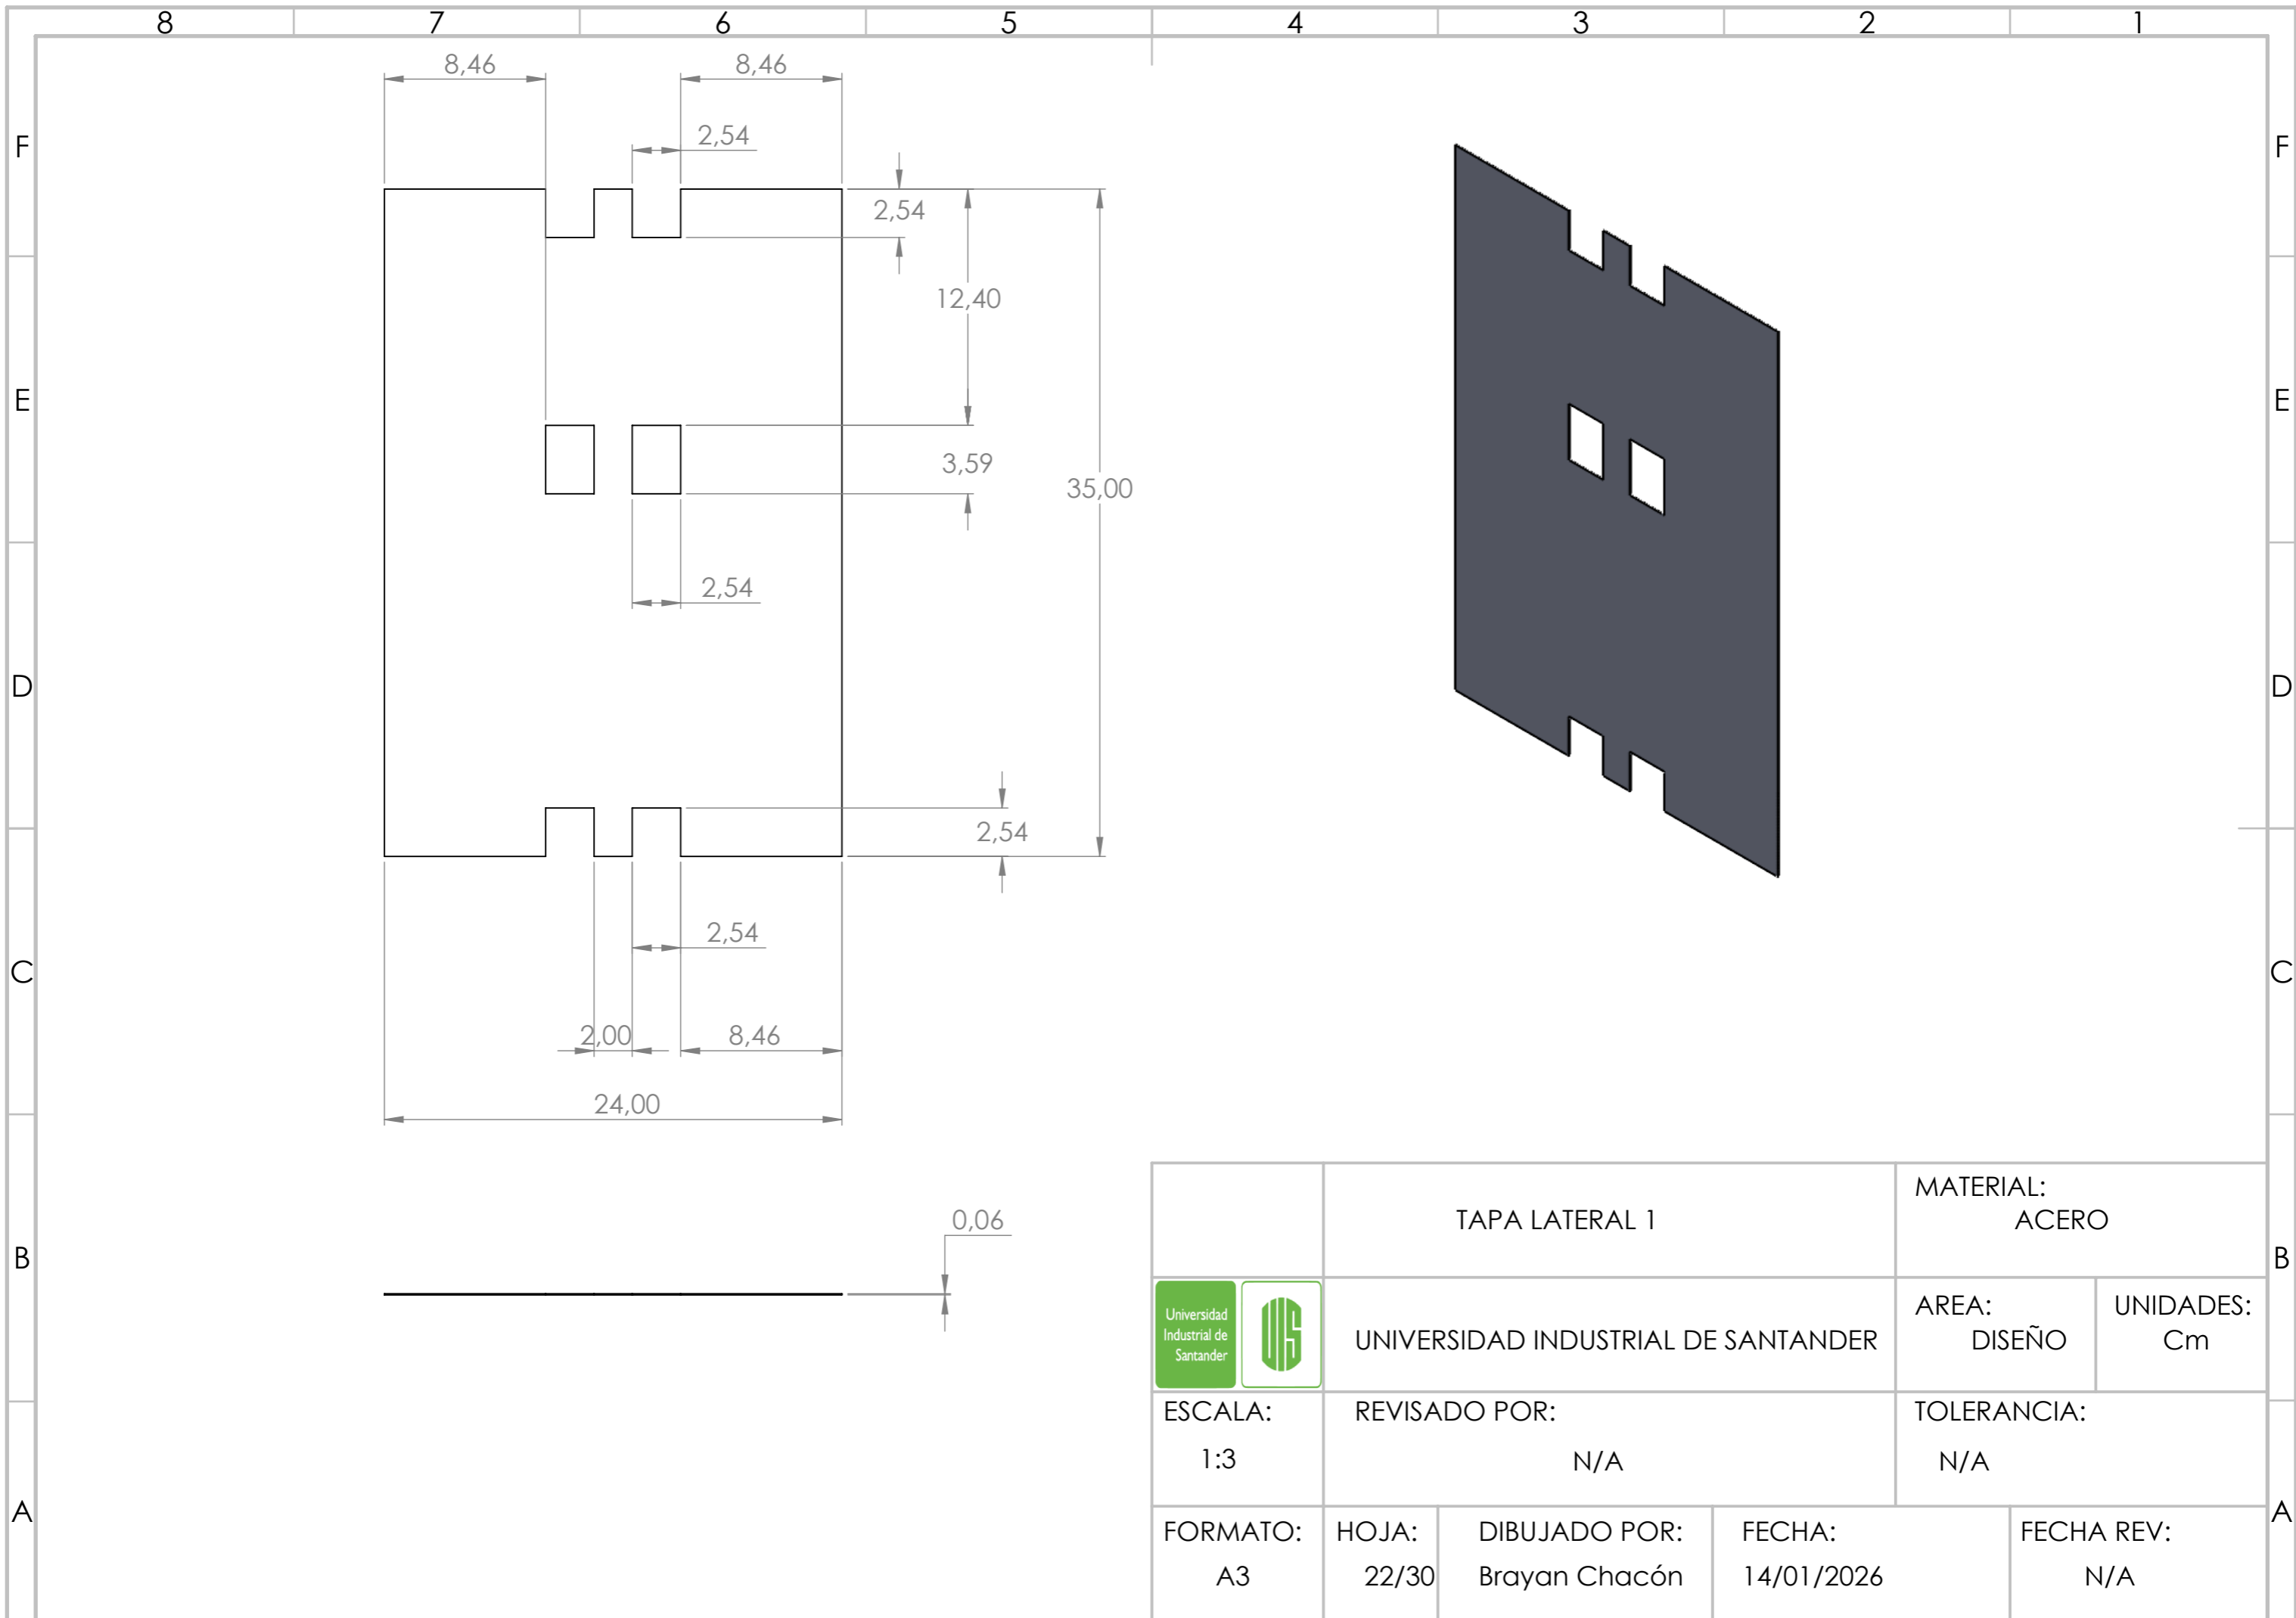 8 7 6 5 4 3 2 1
8,46 8,46
F 2,54 F
2,54
12,40
E E
3,59
35,00
2,54
D D
2,54
2,54
C C
2,00 8,46
24,00
0,06
B B
A A
TAPA LATERAL 1
MATERIAL:
ACERO
Universidad
Industrial de
Santander
UIS
UNIVERSIDAD INDUSTRIAL DE SANTANDER
AREA:
DISEÑO
UNIDADES:
Cm
ESCALA:
1:3
REVISADO POR:
N/A
TOLERANCIA:
N/A
FORMATO:
A3
HOJA:
22/30
DIBUJADO POR:
Brayan Chacón
FECHA:
14/01/2026
FECHA REV:
N/A